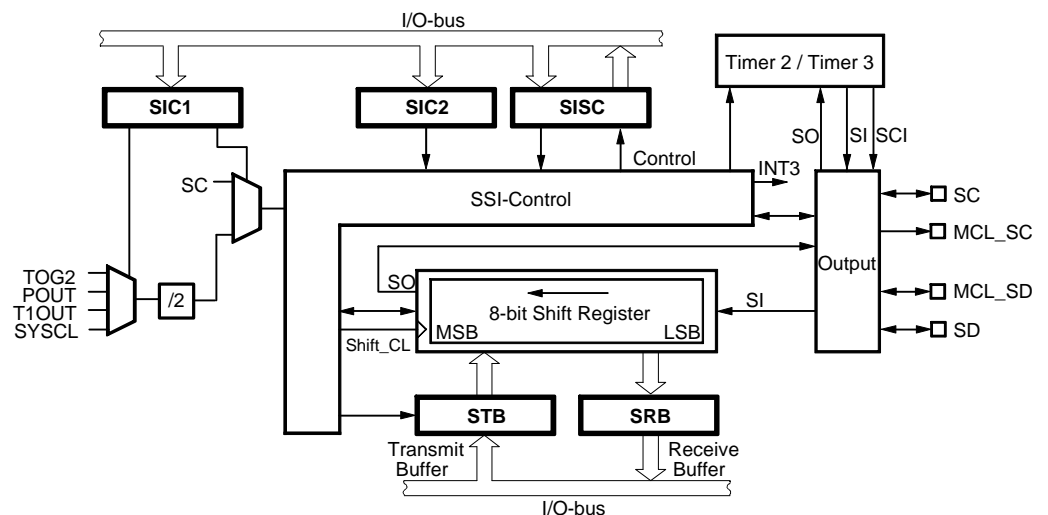 I/O-bus
Timer 2 / Timer 3
SIC1
SIC2
SISC
SO
SI
SCI
Control
INT3
SC
SSI-Control
SC
MCL_SC
Output
TOG2
POUT
T1OUT
SYSCL
/2
SO
SI
8-bit Shift Register
MSB
LSB
MCL_SD
SD
Shift_CL
STB
SRB
Transmit
Buffer
Receive
Buffer
I/O-bus